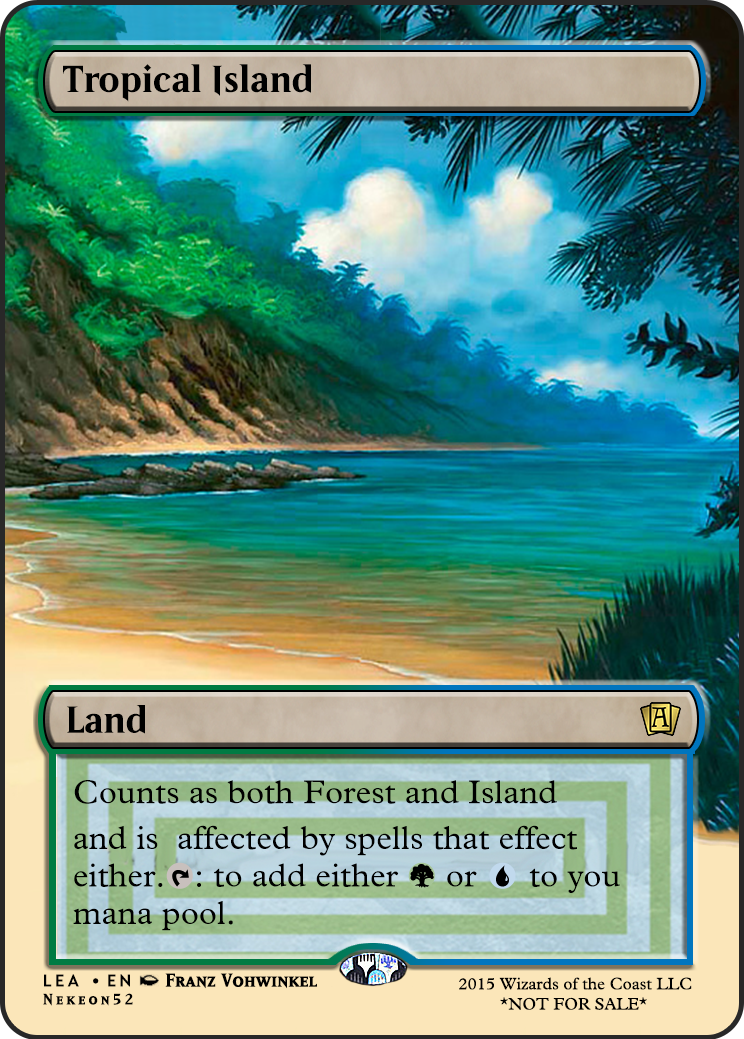 Tropical Island
Land
A
Counts as both Forest and Island
and is affected by spells that effect
either. : to add either or to you
mana pool.
LEA • EN Franz Vohwinkel
Nekeon52
2015 Wizards of the Coast LLC
*NOT FOR SALE*